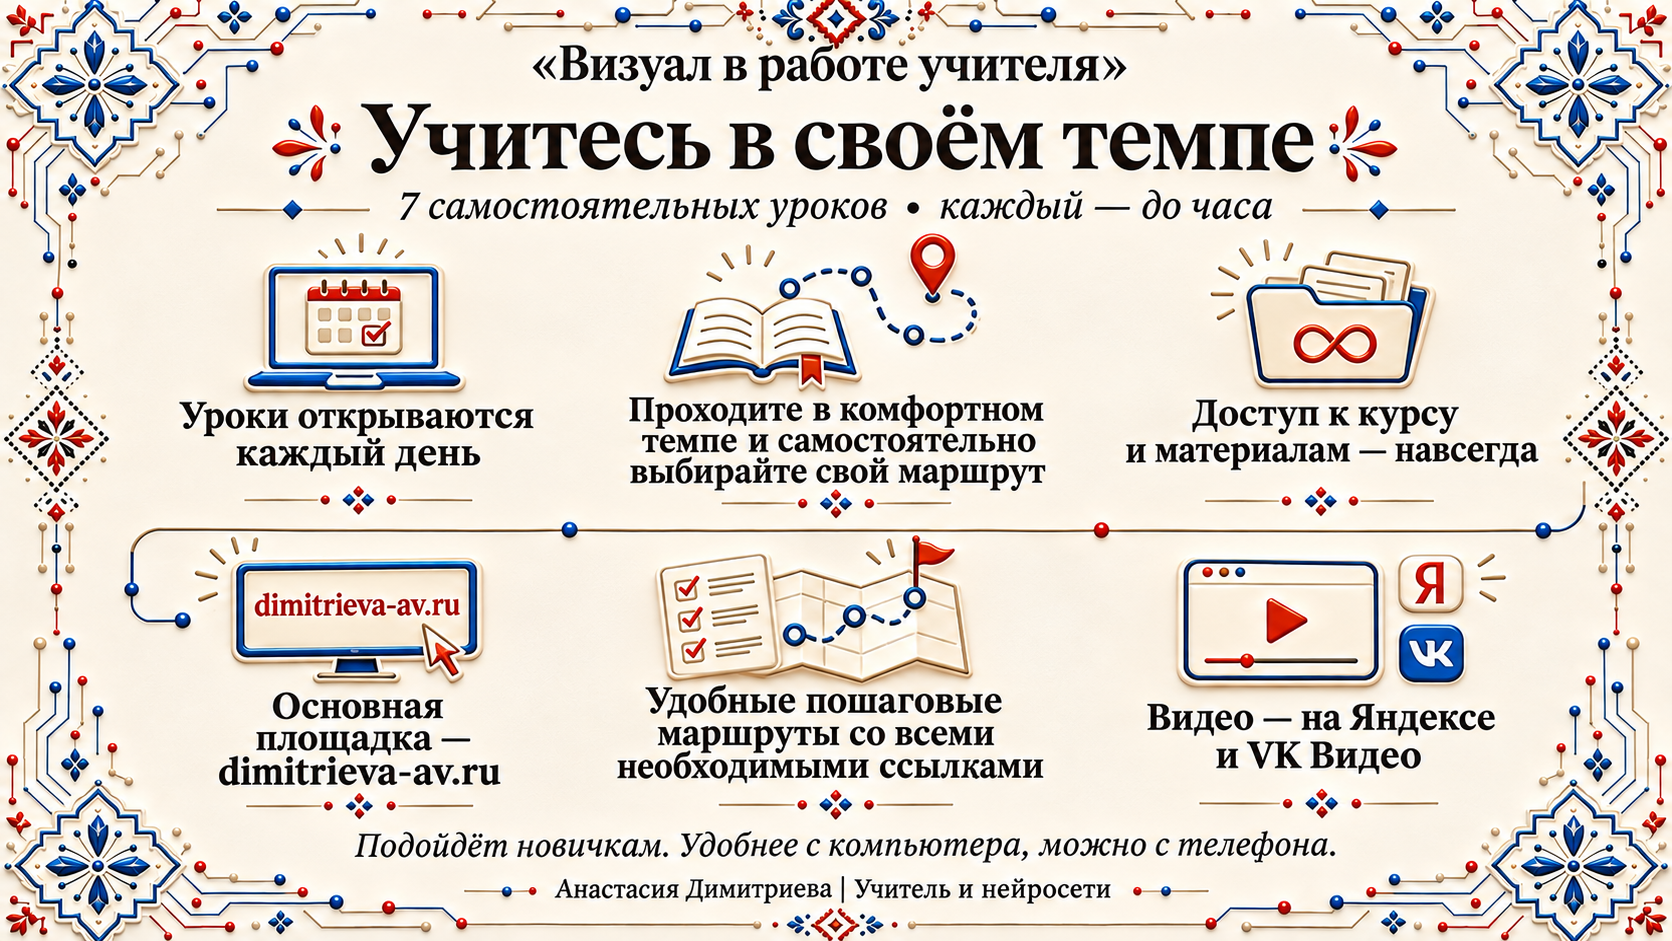 «Визуал в работе учителя»
Учитесь в своём темпе
7 самостоятельных уроков • каждый — до часа
Уроки открываются
каждый день
Проходите в комфортном
темпе и самостоятельно
выбирайте свой маршрут
Доступ к курсу
и материалам — навсегда
dimitrieva-av.ru
Основная
площадка —
dimitrieva-av.ru
Удобные пошаговые
маршруты со всеми
необходимыми ссылками
Я
VK
Видео — на Яндексе
и VK Видео
Подойдёт новичкам. Удобнее с компьютера, можно с телефона.
Анастасия Димитриева | Учитель и нейросети